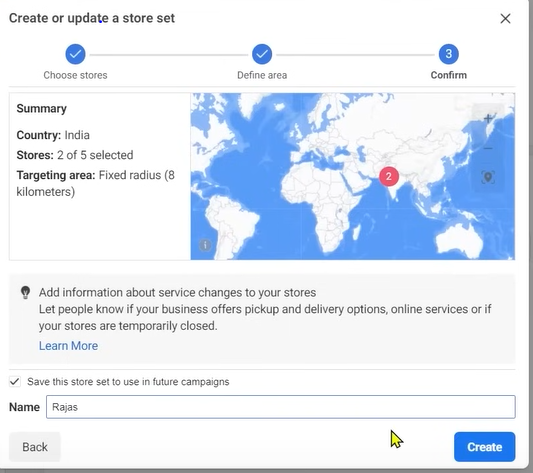 Create or update a store set
3
Choose stores
Define area
Confirm
Summary
Country: India
Stores: 2 of 5 selected
Targeting area: Fixed radius (8
kilometers)
2
Add information about service changes to your stores
Let people know if your business offers pickup and delivery options, online services or if
your stores are temporarily closed.
Learn More
Save this store set to use in future campaigns
Name Rajas
Back
Create